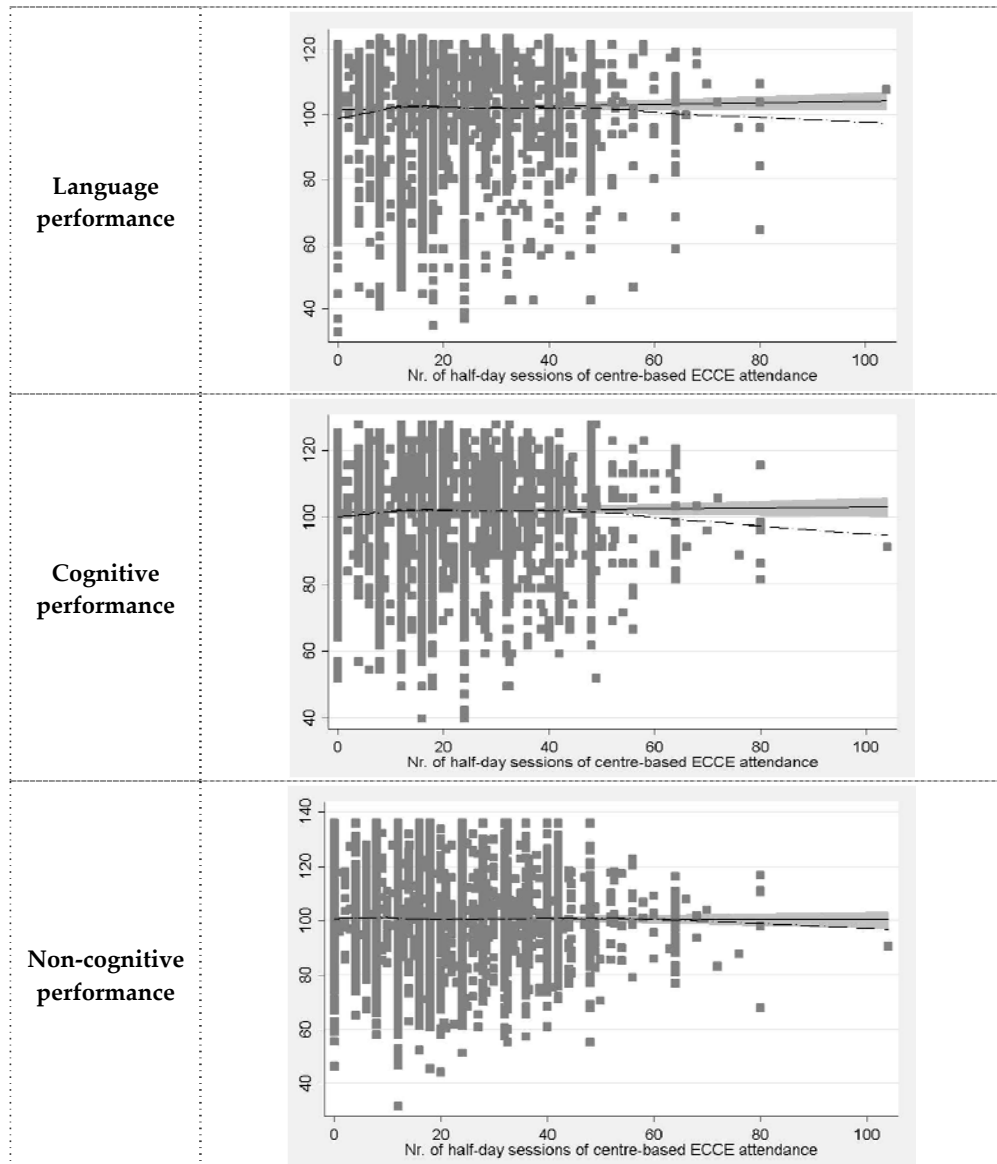 Language
performance
120
100
80
60
40
0 20 40 60 80 100
Nr. of half-day sessions of centre-based ECCE attendance
Cognitive
performance
120
100
80
60
40
0 20 40 60 80 100
Nr. of half-day sessions of centre-based ECCE attendance
Non-cognitive
performance
140
120
100
80
60
40
0 20 40 60 80 100
Nr. of half-day sessions of centre-based ECCE attendance